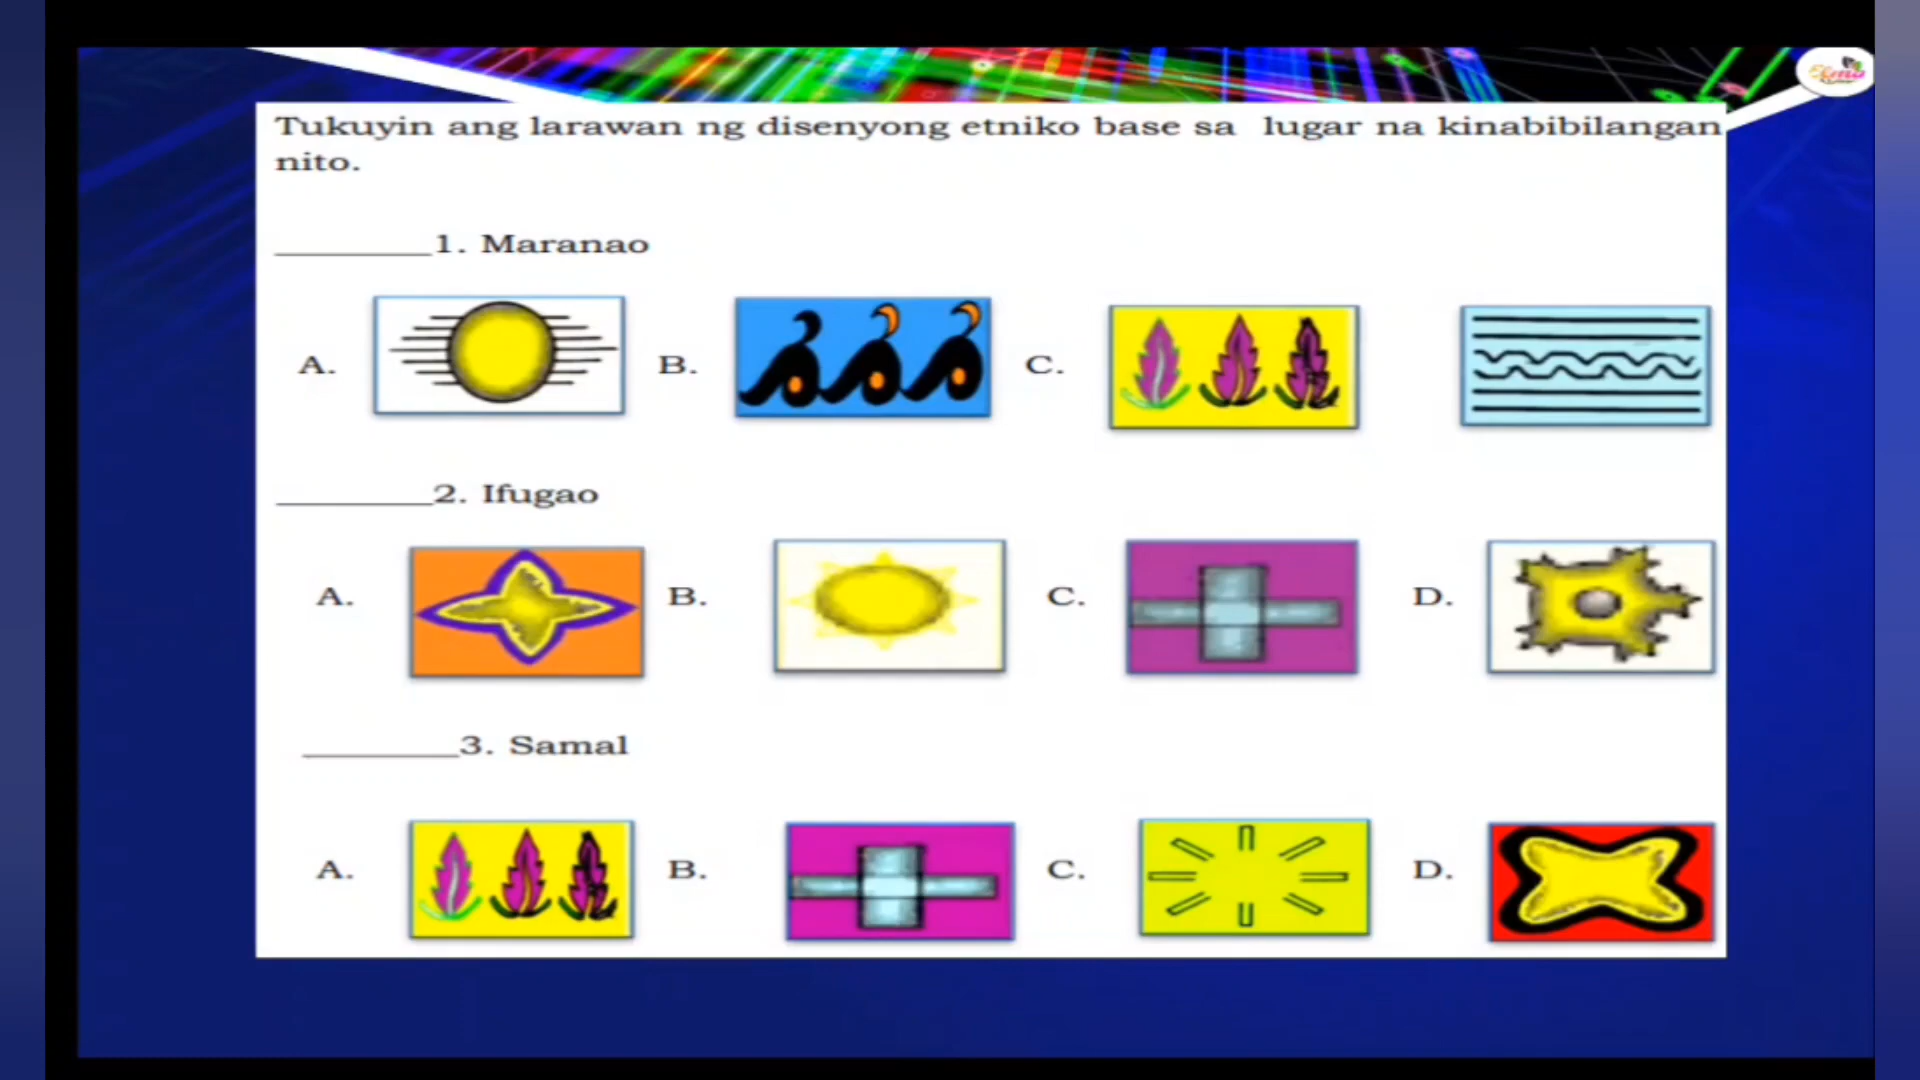 Tukuyin ang larawan ng disenyong etniko base sa lugar na kinabibilangan
nito.
________1. Maranao
A. B. C.
________2. Ifugao
A. B. C. D.
________3. Samal
A. B. C. D.